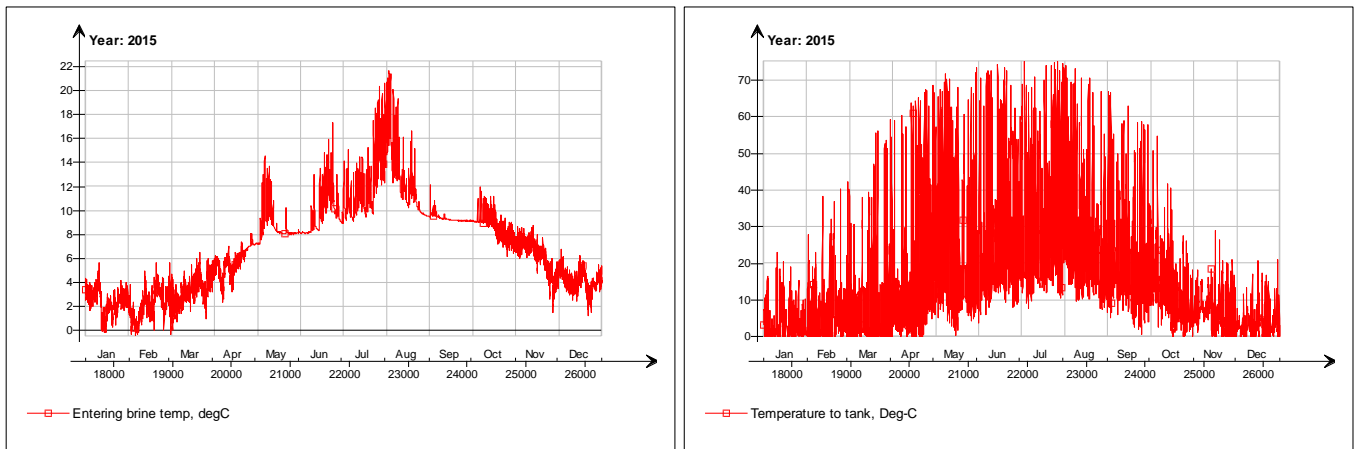 Year: 2015
22
20
18
16
14
12
10
8
6
4
2
0
Jan Feb Mar Apr May Jun Jul Aug Sep Oct Nov Dec
18000 19000 20000 21000 22000 23000 24000 25000 26000
Entering brine temp, degC
Year: 2015
70
60
50
40
30
20
10
0
Jan Feb Mar Apr May Jun Jul Aug Sep Oct Nov Dec
18000 19000 20000 21000 22000 23000 24000 25000 26000
Temperature to tank, Deg-C